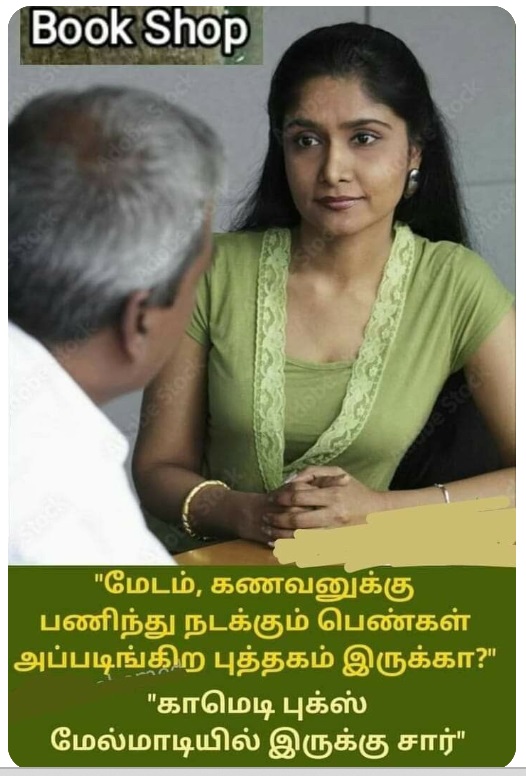 Book Shop
"மேடம், கணவனுக்கு
பணிந்து நடக்கும் பெண்கள்
அப்படிங்கிற புத்தகம் இருக்கா?"
"காமெடி புக்ஸ்
மேல்மாடியில் இருக்கு சார்"